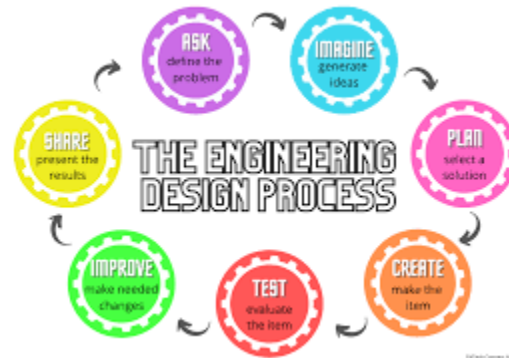 ASK
define the
problem
IMAGINE
generate
ideas
PLAN
select a
solution
CREATE
make the
item
TEST
evaluate
the item
IMPROVE
make needed
changes
SHARE
present the
results
THE ENGINEERING
DESIGN PROCESS